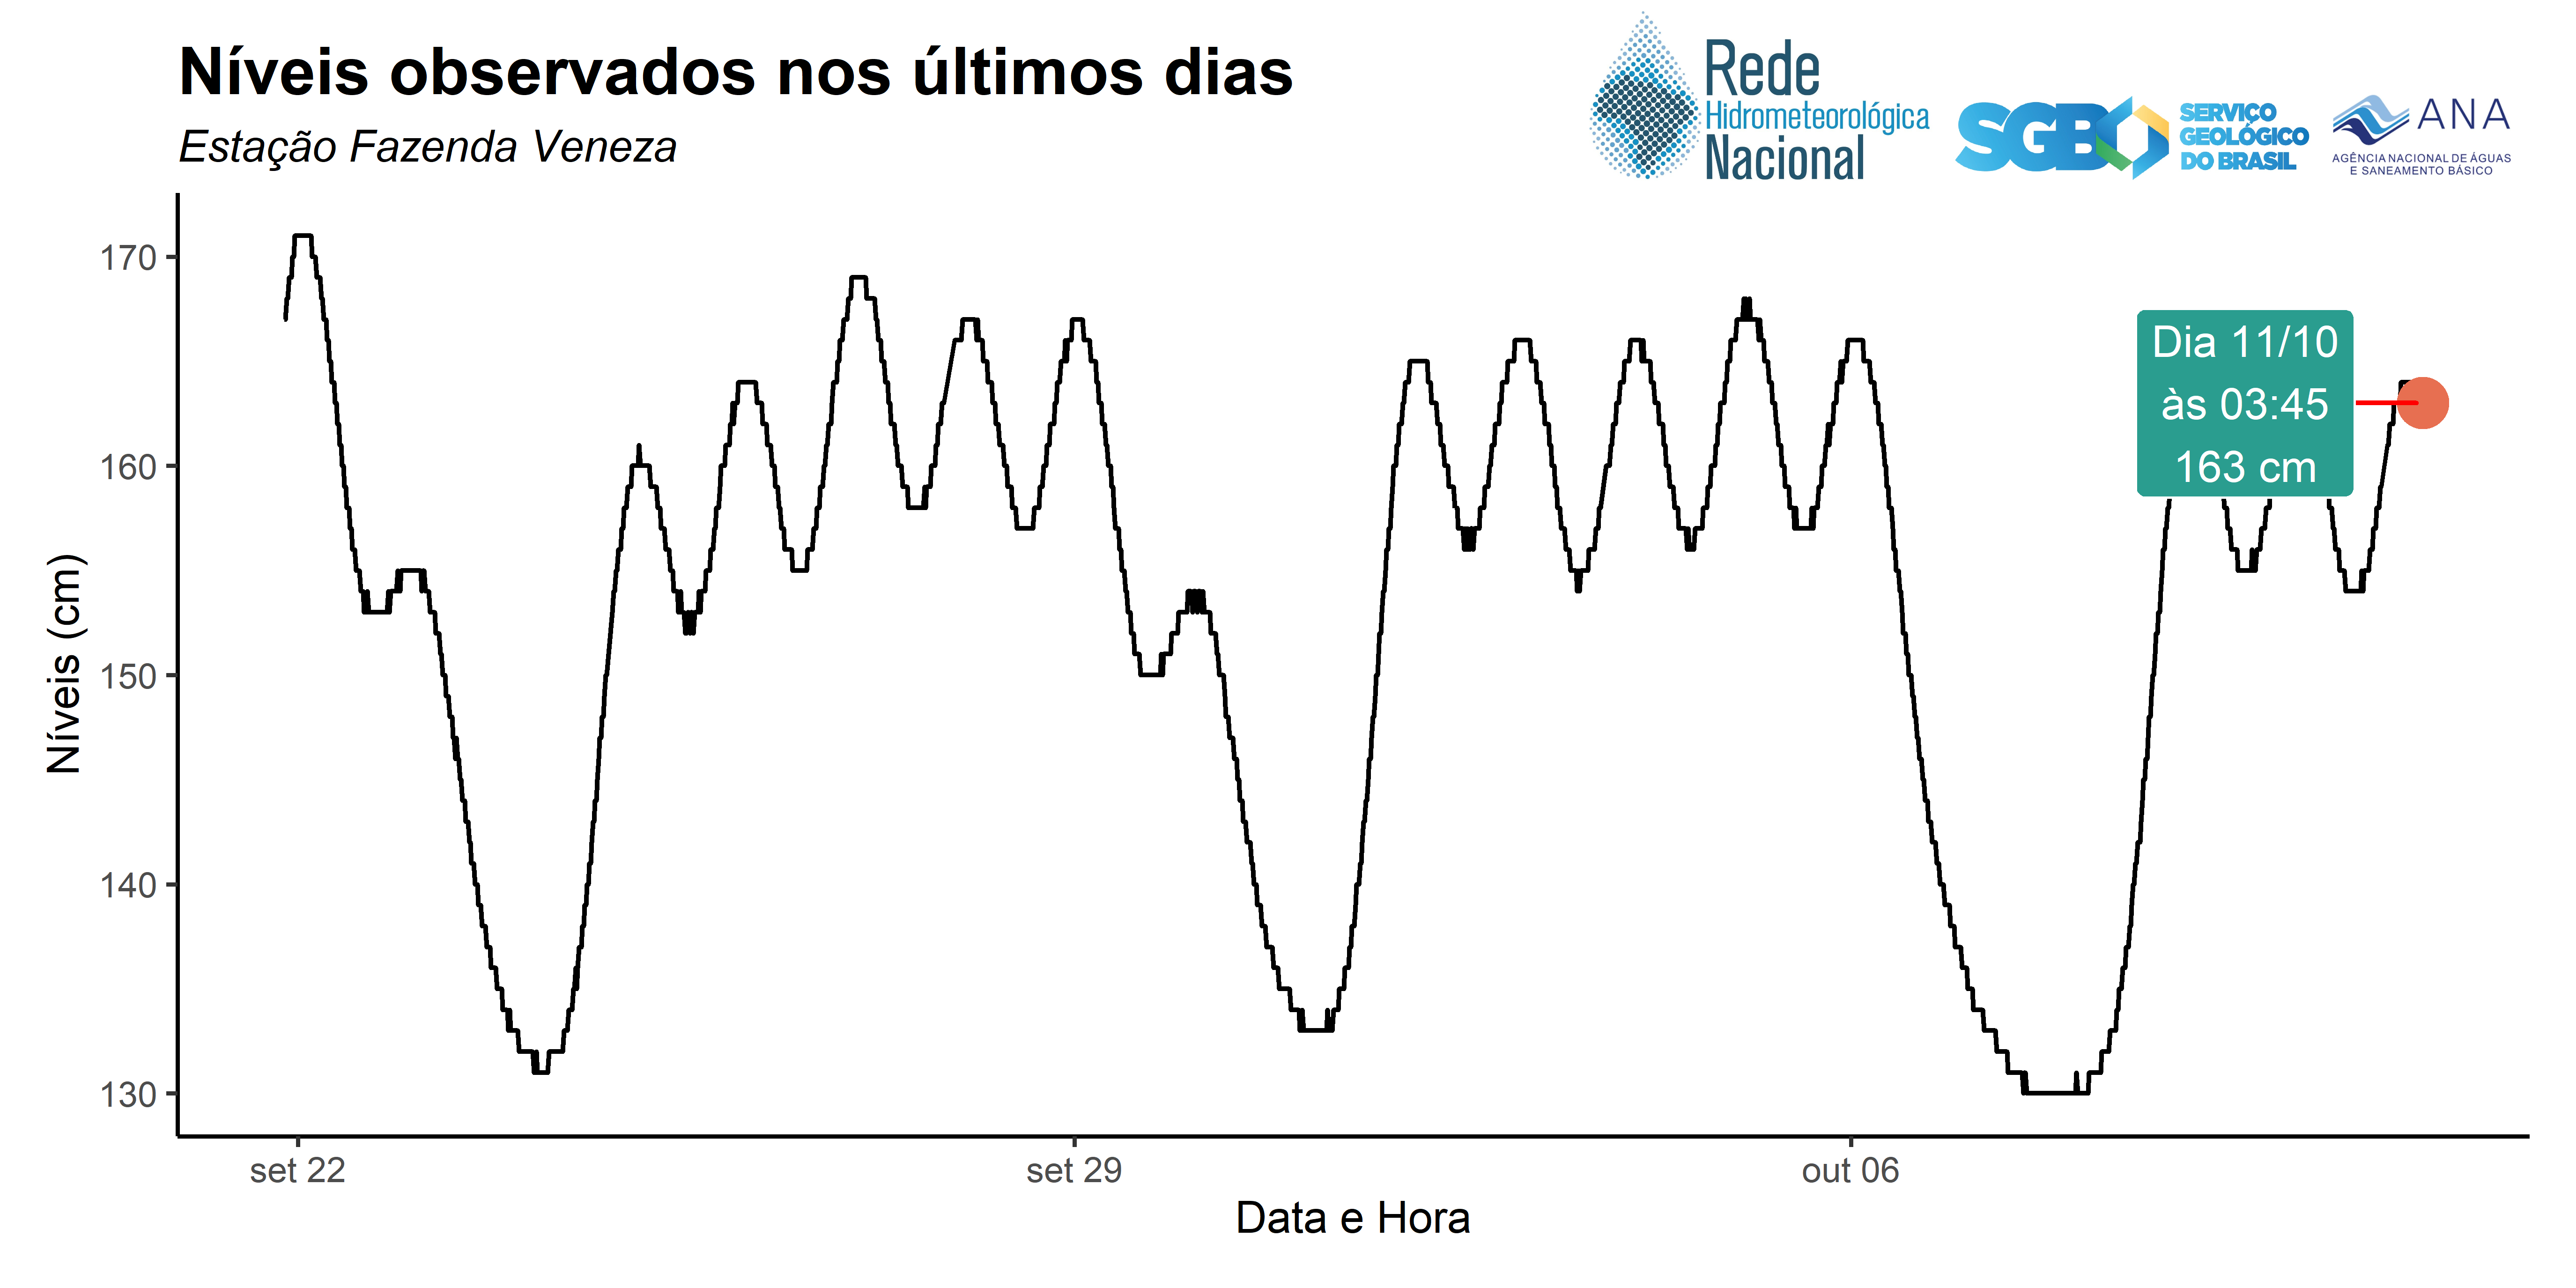 Níveis observados nos últimos dias
Estação Fazenda Veneza
Rede
Hidrometeorológica
Nacional
SGB
SERVIÇO
GEOLÓGICO
DO BRASIL
ANA
AGÊNCIA NACIONAL DE ÁGUAS
E SANEAMENTO BÁSICO
Níveis (cm)
170
160
150
140
130
Dia 11/10
às 03:45
163 cm
set 22
set 29
out 06
Data e Hora